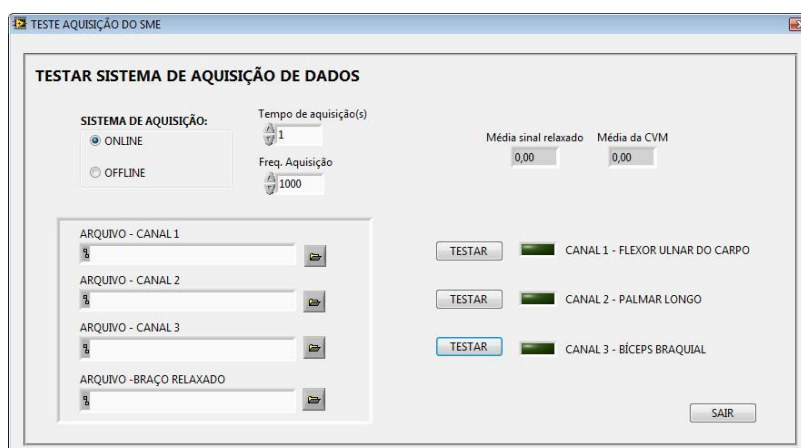 TESTE AQUISIÇÃO DO SME
TESTAR SISTEMA DE AQUISIÇÃO DE DADOS
SISTEMA DE AQUISIÇÃO:
ONLINE
OFFLINE
Tempo de aquisição(s)
1
Freq. Aquisição
1000
Média sinal relaxado Média da CVM
0,00 0,00
ARQUIVO - CANAL 1
ARQUIVO - CANAL 2
ARQUIVO - CANAL 3
ARQUIVO -BRAÇO RELAXADO
TESTAR CANAL 1 - FLEXOR ULNAR DO CARPO
TESTAR CANAL 2 - PALMAR LONGO
TESTAR CANAL 3 - BÍCEPS BRAQUIAL
SAIR